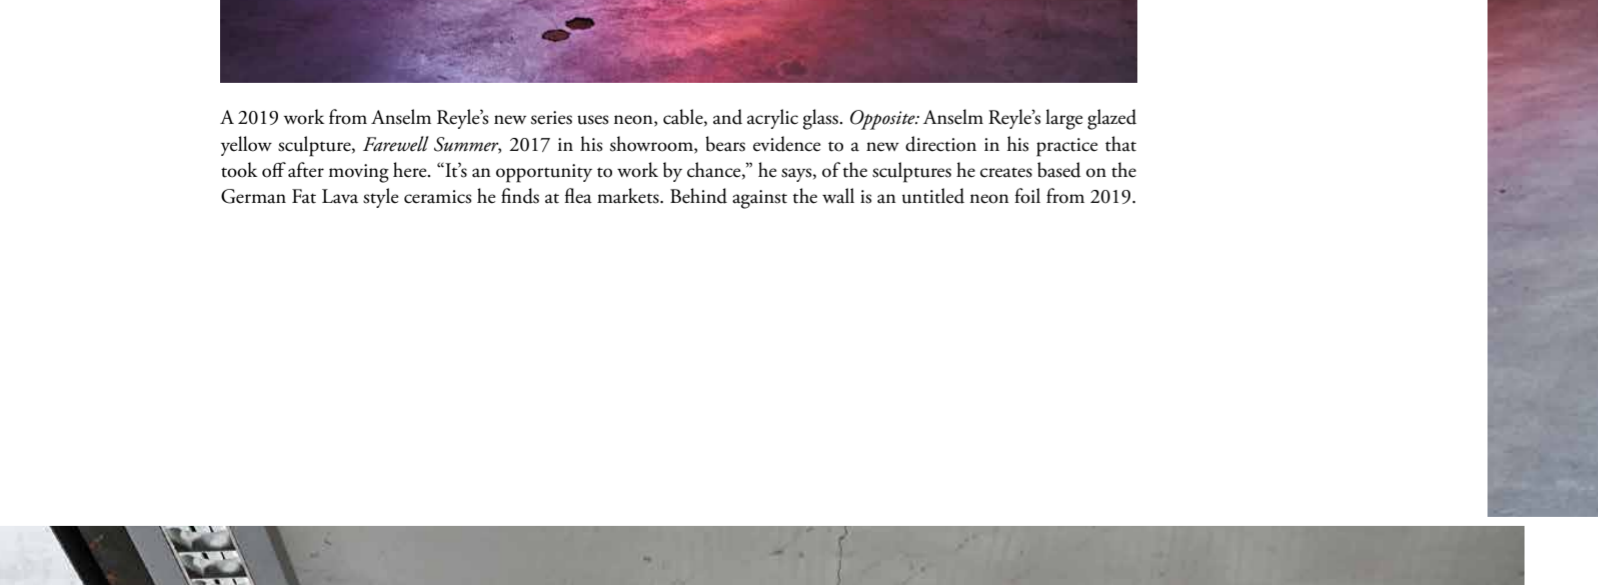 A 2019 work from Anselm Reyle’s new series uses neon, cable, and acrylic glass. Opposite: Anselm Reyle’s large glazed
yellow sculpture, Farewell Summer, 2017 in his showroom, bears evidence to a new direction in his practice that
took off after moving here. “It’s an opportunity to work by chance,” he says, of the sculptures he creates based on the
German Fat Lava style ceramics he finds at flea markets. Behind against the wall is an untitled neon foil from 2019.